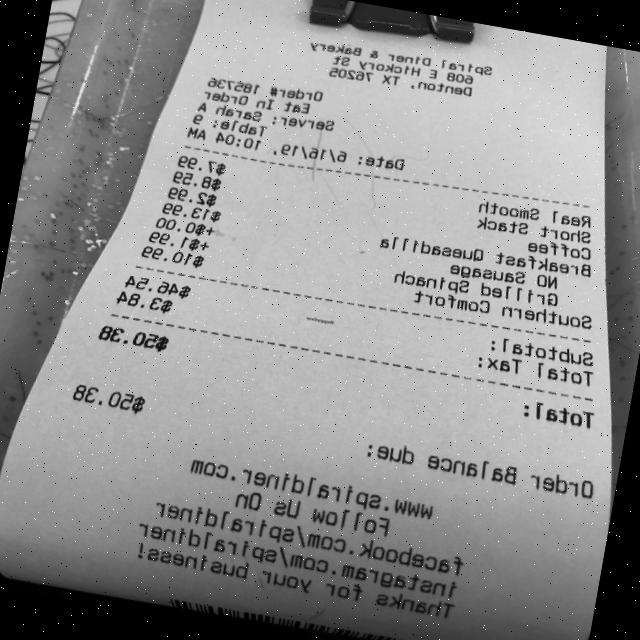 Spiral Diner & Bakery
608 E Hickory St
Denton, TX 76205
Order# 185736
Eat In Order
Server: Sarah A
Table: 9
Date: 6/16/19, 10:04 AM
Real Smooth $7.99
Short Stack $8.59
Coffee $2.99
Breakfast Quesadilla $13.99
NO Sausage +$0.00
Grilled Spinach +$1.99
Southern Comfort $10.99
Subtotal: $46.54
Total Tax: $3.84
Total: $50.38
Order Balance due: $50.38
www.spiraldiner.com
Follow Us On
facebook.com/spiraldiner
instagram.com/spiraldiner
Thanks for your business!